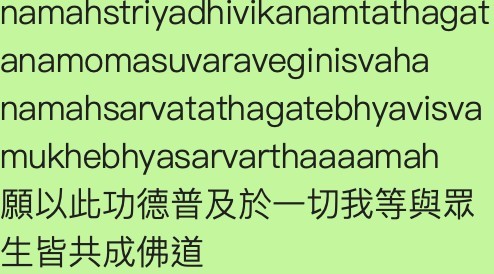 namahstriyadhivikanamtathagat
anamomasuvaraveginisvaha
namahsarvatathagatebhyavisva
mukhebhyasarvarthaaaamah
願以此功德普及於一切我等與眾
生皆共成佛道